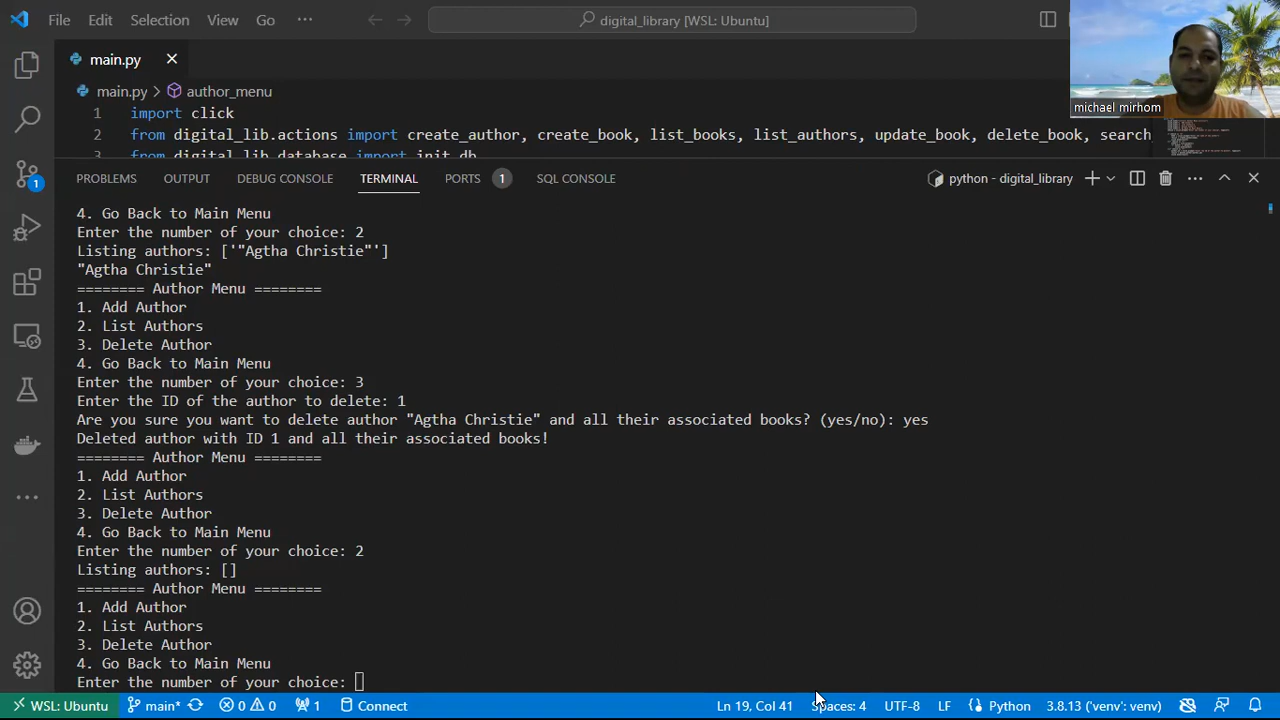 File Edit Selection View Go ··· digital_library [WSL: Ubuntu]
main.py
main.py > author_menu
michael mirhom
1 import click
2 from digital_lib.actions import create_author, create_book, list_books, list_authors, update_book, delete_book, search
3 from digital_lib.database import init_db
PROBLEMS OUTPUT DEBUG CONSOLE TERMINAL PORTS 1 SQL CONSOLE python - digital_library
4. Go Back to Main Menu
Enter the number of your choice: 2
Listing authors: ['"Agtha Christie"']
"Agtha Christie"
======== Author Menu ========
1. Add Author
2. List Authors
3. Delete Author
4. Go Back to Main Menu
Enter the number of your choice: 3
Enter the ID of the author to delete: 1
Are you sure you want to delete author "Agtha Christie" and all their associated books? (yes/no): yes
Deleted author with ID 1 and all their associated books!
======== Author Menu ========
1. Add Author
2. List Authors
3. Delete Author
4. Go Back to Main Menu
Enter the number of your choice: 2
Listing authors: []
======== Author Menu ========
1. Add Author
2. List Authors
3. Delete Author
4. Go Back to Main Menu
Enter the number of your choice:
1
WSL: Ubuntu main* 0 0 1 Connect Ln 19, Col 41 Spaces: 4 UTF-8 LF Python 3.8.13 ('venv': venv)